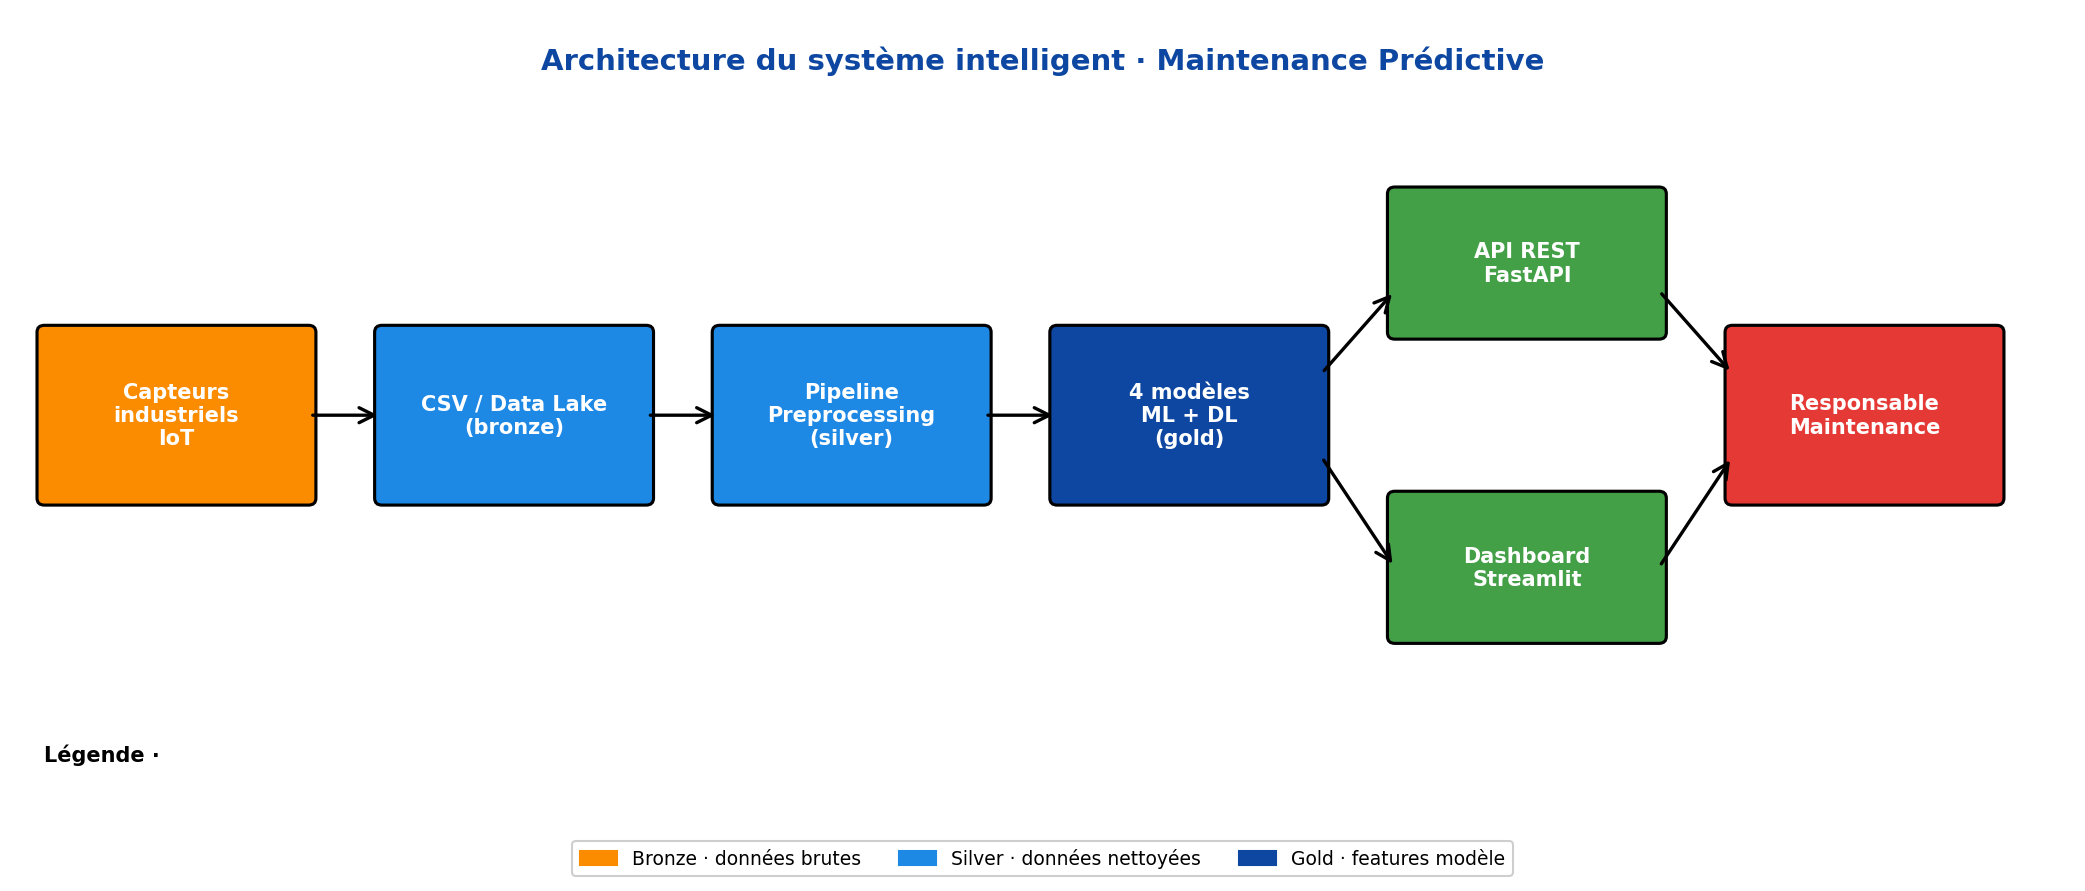 Architecture du système intelligent · Maintenance Prédictive
Capteurs
industriels
IoT
CSV / Data Lake
(bronze)
Pipeline
Preprocessing
(silver)
4 modèles
ML + DL
(gold)
API REST
FastAPI
Dashboard
Streamlit
Responsable
Maintenance
Légende ·
Bronze · données brutes
Silver · données nettoyées
Gold · features modèle